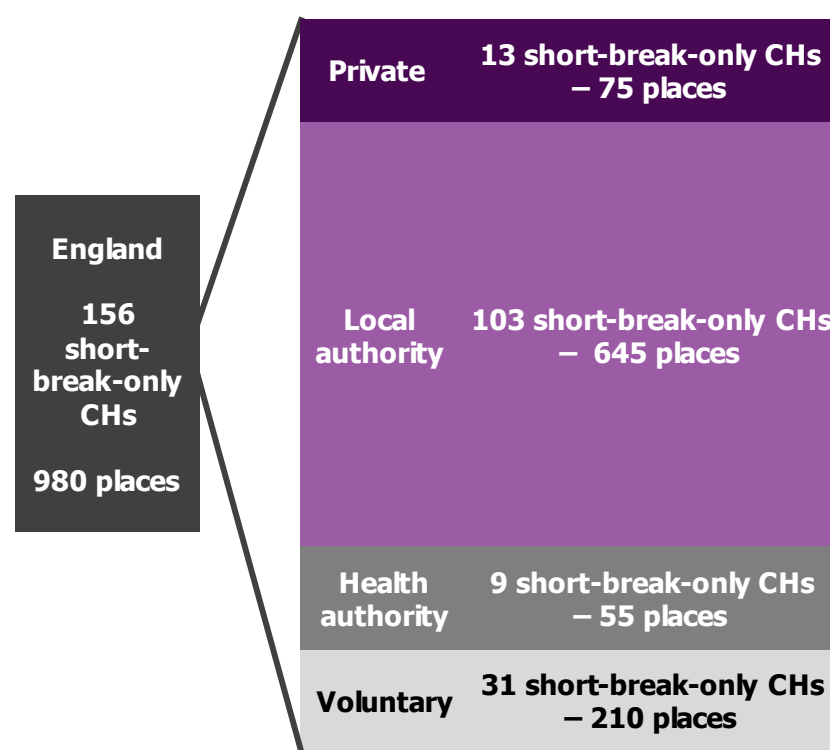 England
156
short-
break-only
CHs
980 places
Private
13 short-break-only CHs
– 75 places
Local
authority
103 short-break-only CHs
– 645 places
Health
authority
9 short-break-only CHs
– 55 places
Voluntary
31 short-break-only CHs
– 210 places